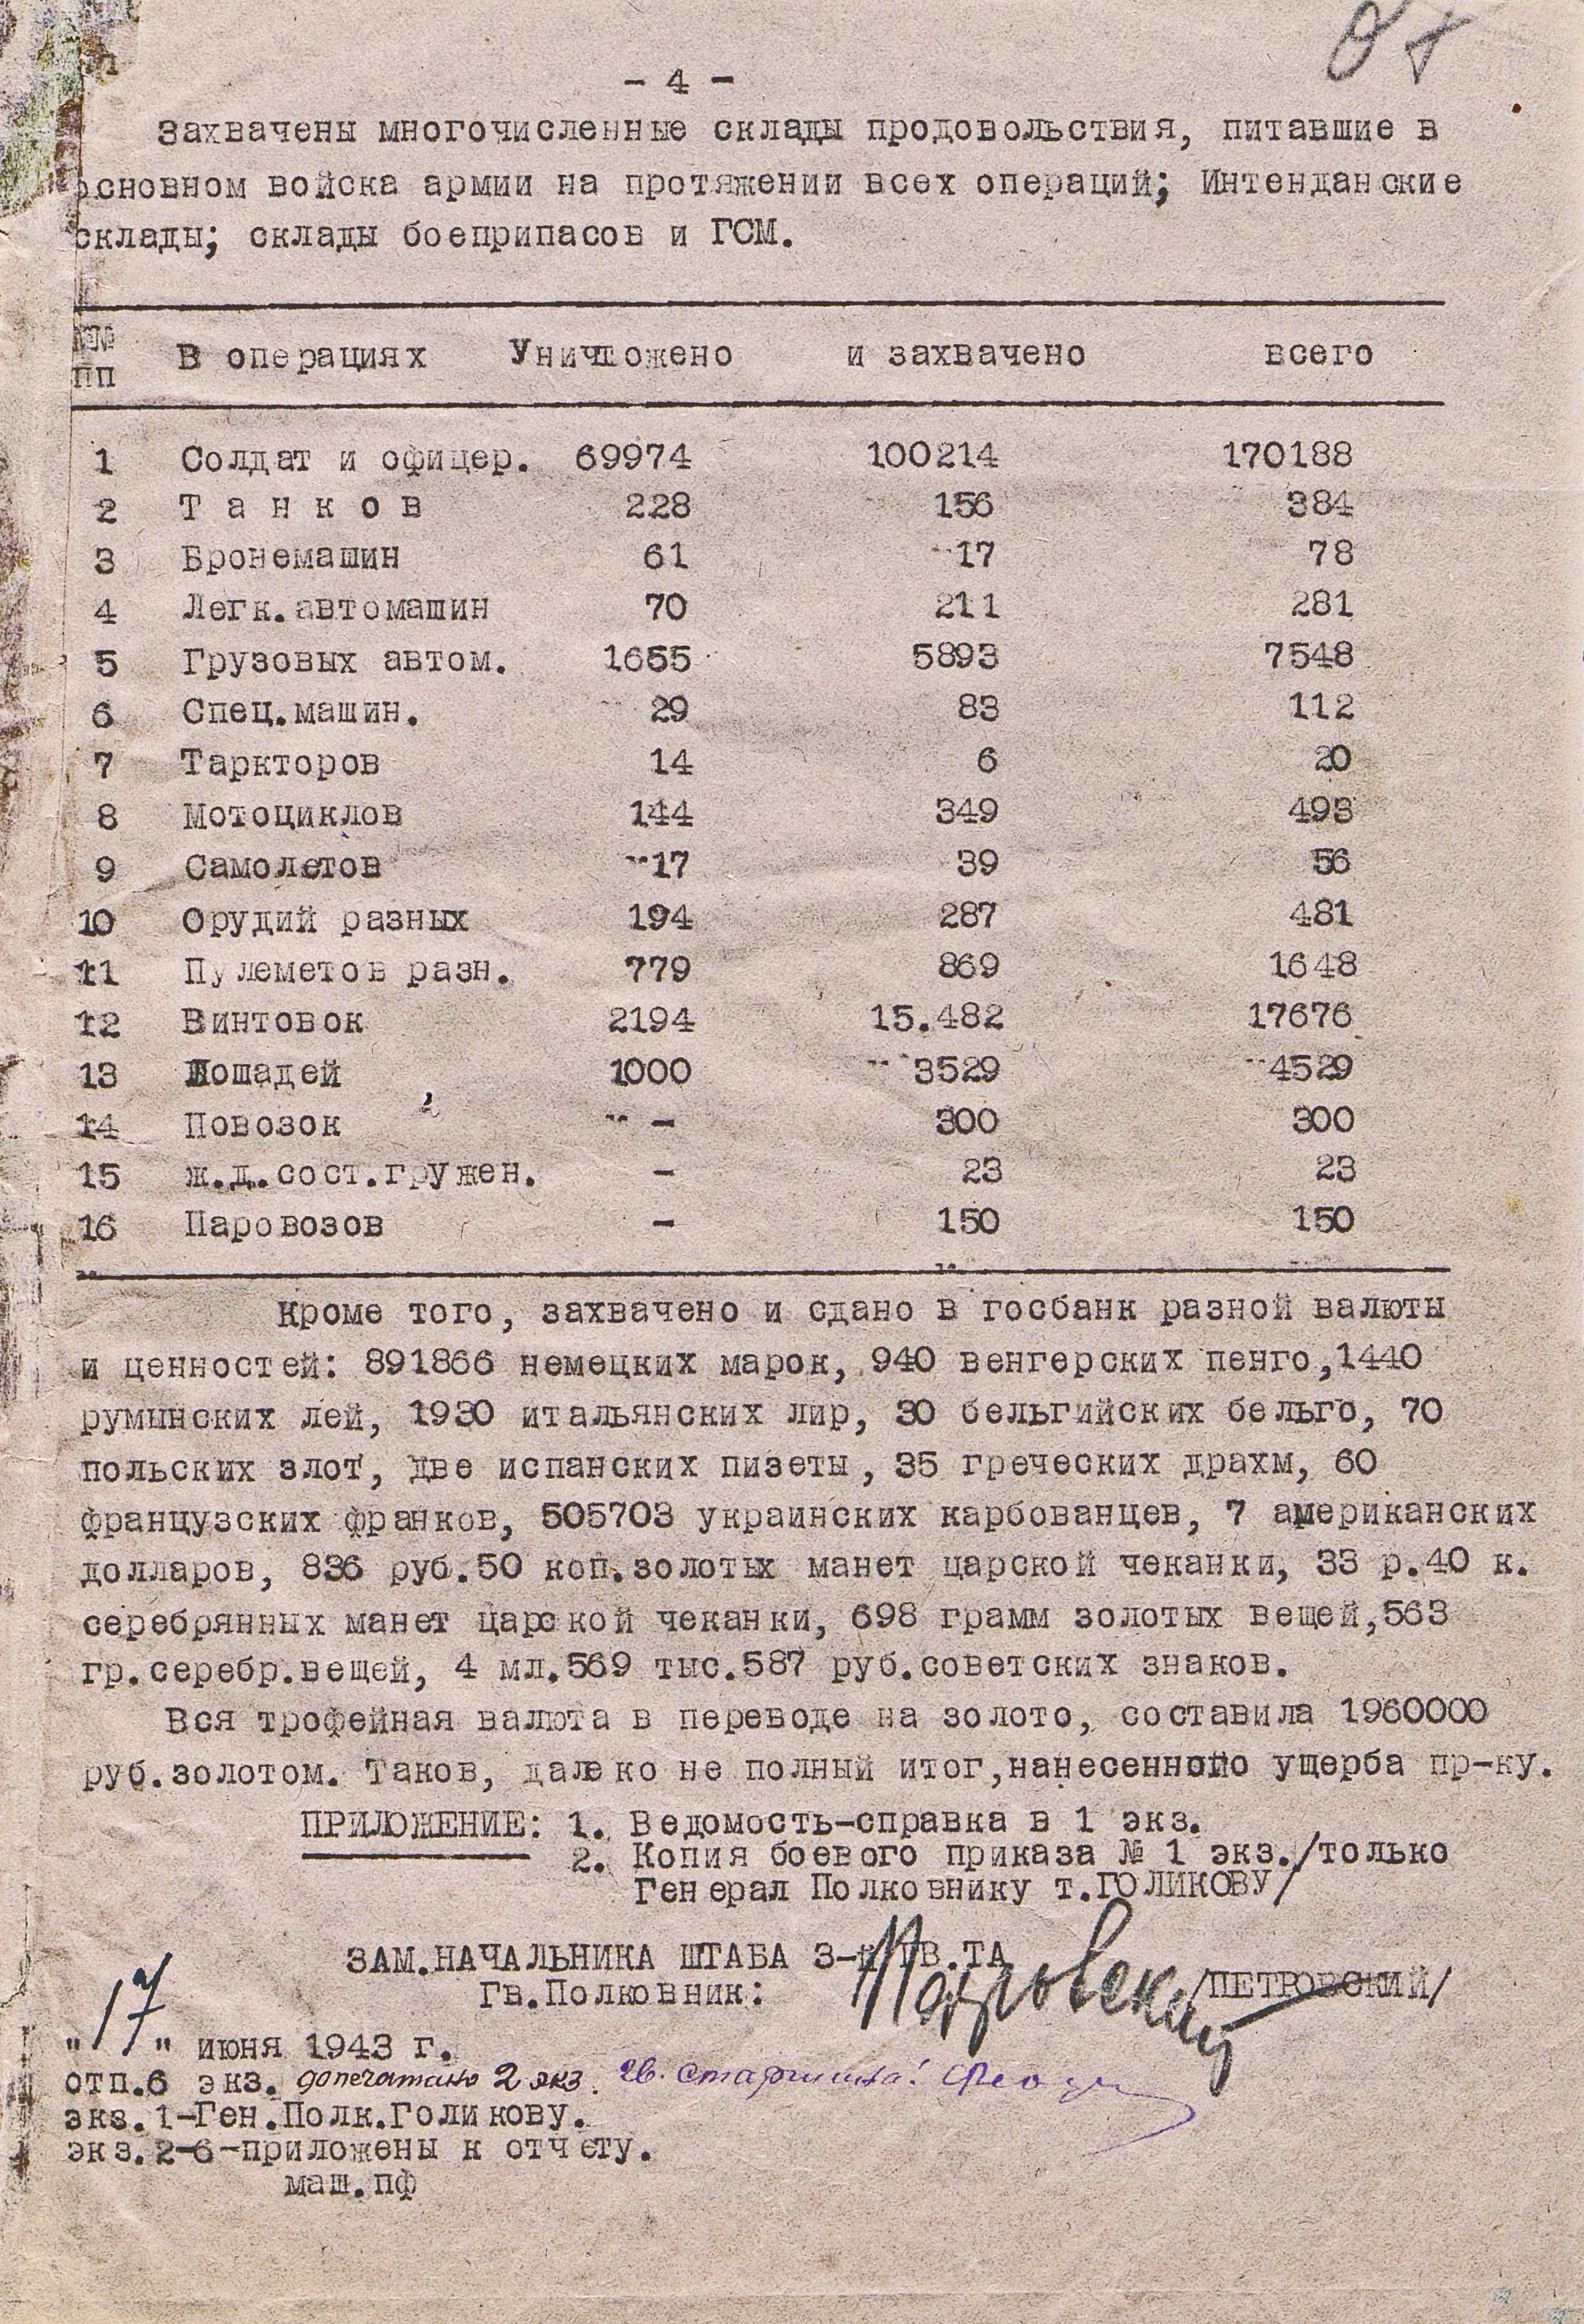 - 4 -
Захвачены многочисленные склады продовольствия, питавшие в
основном войска армии на протяжении всех операций; Интенданские
склады; склады боеприпасов и ГСМ.
№№ пп В операциях Уничтожено и захвачено всего
1 Солдат и офицер. 69974 100214 170188
2 Т а н к о в 228 156 384
3 Бронемашин 61 17 78
4 Легк.автомашин 70 211 281
5 Грузовых автом. 1655 5893 7548
6 Спец.машин. 29 83 112
7 Таркторов 14 6 20
8 Мотоциклов 144 349 493
9 Самолетов 17 39 56
10 Орудий разных 194 287 481
11 Пулеметов разн. 779 869 1648
12 Винтовок 2194 15.482 17676
13 Лошадей 1000 3529 4529
14 Повозок - 300 300
15 ж.д.сост.гружен. - 23 23
16 Паровозов - 150 150
Кроме того, захвачено и сдано в госбанк разной валюты
и ценностей: 891866 немецких марок, 940 венгерских пенго,1440
румынских лей, 1930 итальянских лир, 30 бельгийских бельго, 70
польских злот, две испанских пизеты, 35 греческих драхм, 60
французских франков, 505703 украинских карбованцев, 7 американских
долларов, 836 руб.50 коп.золотых манет царской чеканки, 33 р.40 к.
серебрянных манет царской чеканки, 698 грамм золотых вещей,563
гр.серебр.вещей, 4 мл.569 тыс.587 руб.советских знаков.
Вся трофейная валюта в переводе на золото, составила 1960000
руб.золотом. Таков, далеко не полный итог,нанесенного ущерба пр-ку.
ПРИЛОЖЕНИЕ: 1. Ведомость-справка в 1 экз.
2. Копия боевого приказа № 1 экз./только
Генерал Полковнику т.ГОЛИКОВУ/
ЗАМ.НАЧАЛЬНИКА ШТАБА 3-й ГВ.ТА
Гв.Полковник: Петровский /ПЕТРОВСКИЙ/
"17" июня 1943 г.
отп.6 экз. допечатано 2 экз. гв. старшина:
экз.1-Ген.Полк.Голикову.
экз.2-6-приложены к отчету.
маш.пф